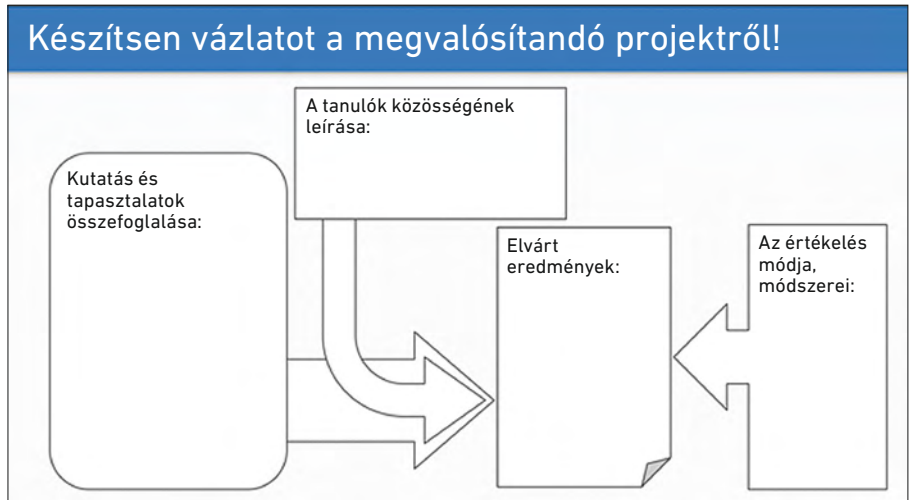 Készítsen vázlatot a megvalósítandó projektről!
A tanulók közösségének
leírása:
Kutatás és
tapasztalatok
összefoglalása:
Elvárt
eredmények:
Az értékelés
módja,
módszerei: